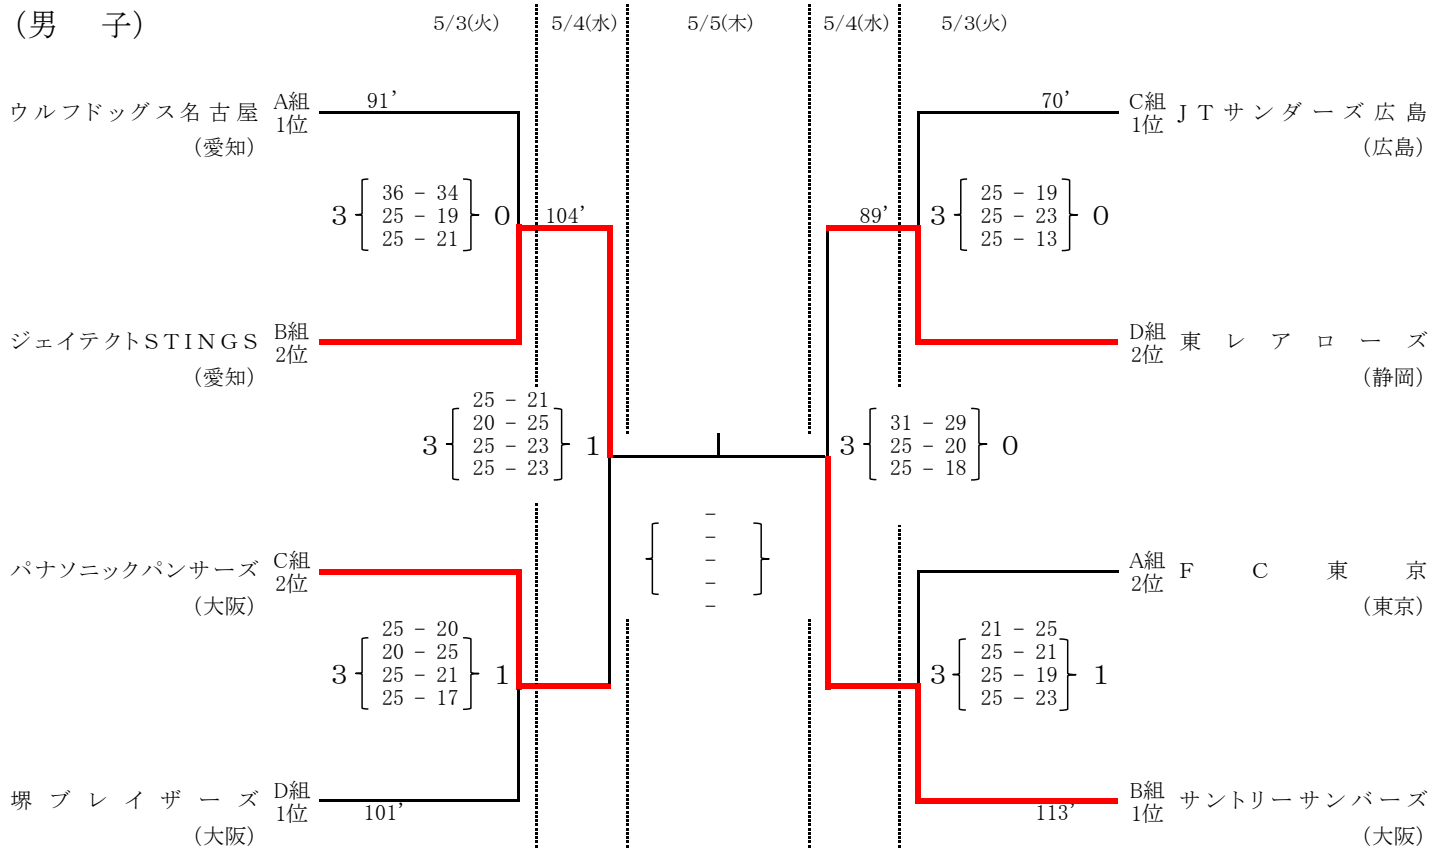 （男　子）
5/3(火) 5/4(水) 5/5(木) 5/4(水) 5/3(火)
ウルフドッグス名古屋
（愛知）
A組
1位
91’
3 0
36 － 34
25 － 19
25 － 21
104’
ジェイテクトSTINGS
（愛知）
B組
2位
3 1
25 － 21
20 － 25
25 － 23
25 － 23
パナソニックパンサーズ
（大阪）
C組
2位
3 1
25 － 20
20 － 25
25 － 21
25 － 17
堺ブレイザーズ
（大阪）
D組
1位
101’
－
－
－
－
－
70’
C組
1位
JTサンダーズ広島
（広島）
89’
3 0
25 － 19
25 － 23
25 － 13
D組
2位
東レアローズ
（静岡）
3 0
31 － 29
25 － 20
25 － 18
A組
2位
FC東京
（東京）
3 1
21 － 25
25 － 21
25 － 19
25 － 23
113’
B組
1位
サントリーサンバーズ
（大阪）